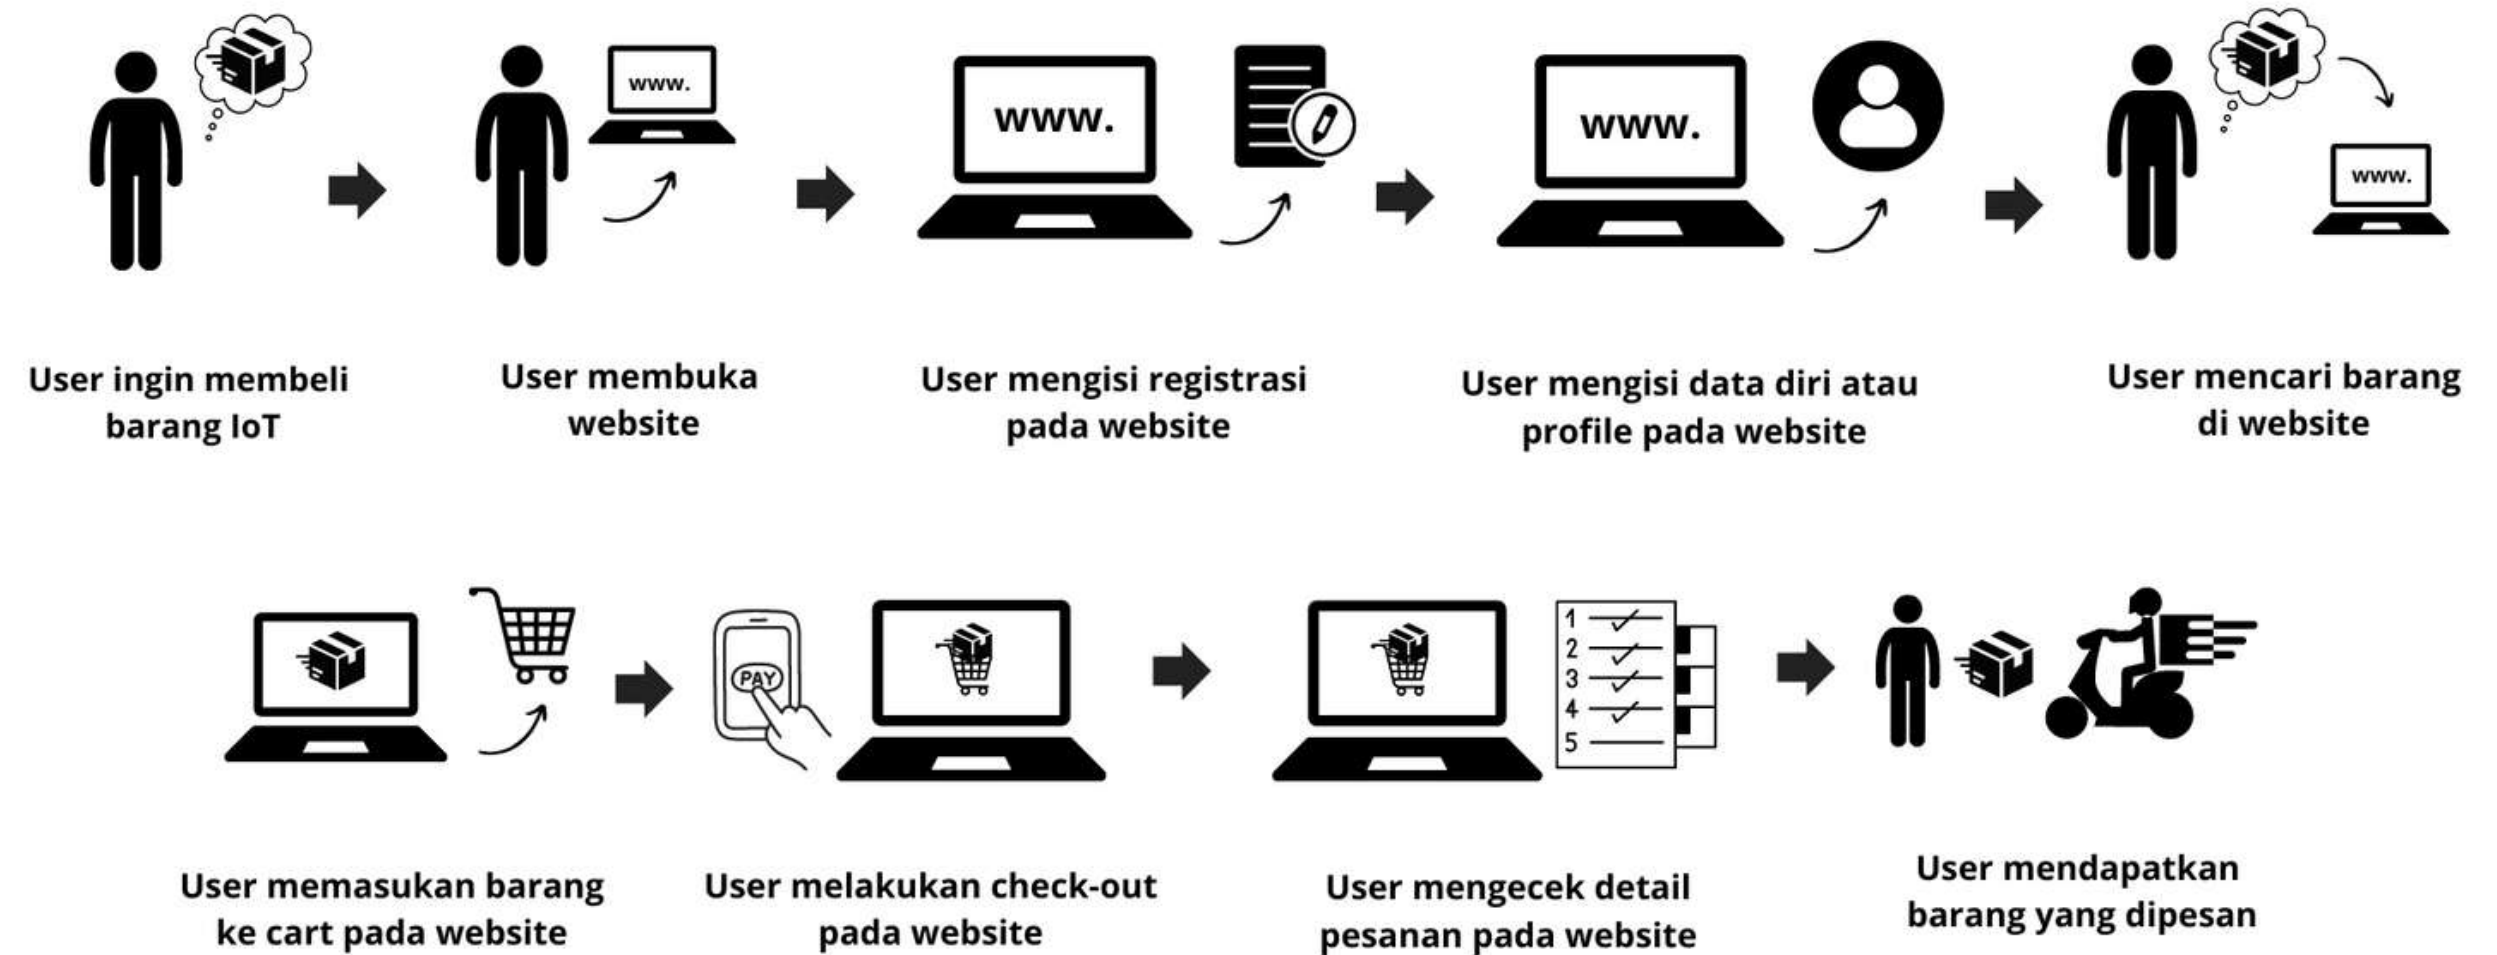 www.
www.
www.
www.
User ingin membeli
barang IoT
User membuka
website
User mengisi registrasi
pada website
User mengisi data diri atau
profile pada website
User mencari barang
di website
PAY
1
2
3
4
5
User memasukan barang
ke cart pada website
User melakukan check-out
pada website
User mengecek detail
pesanan pada website
User mendapatkan
barang yang dipesan